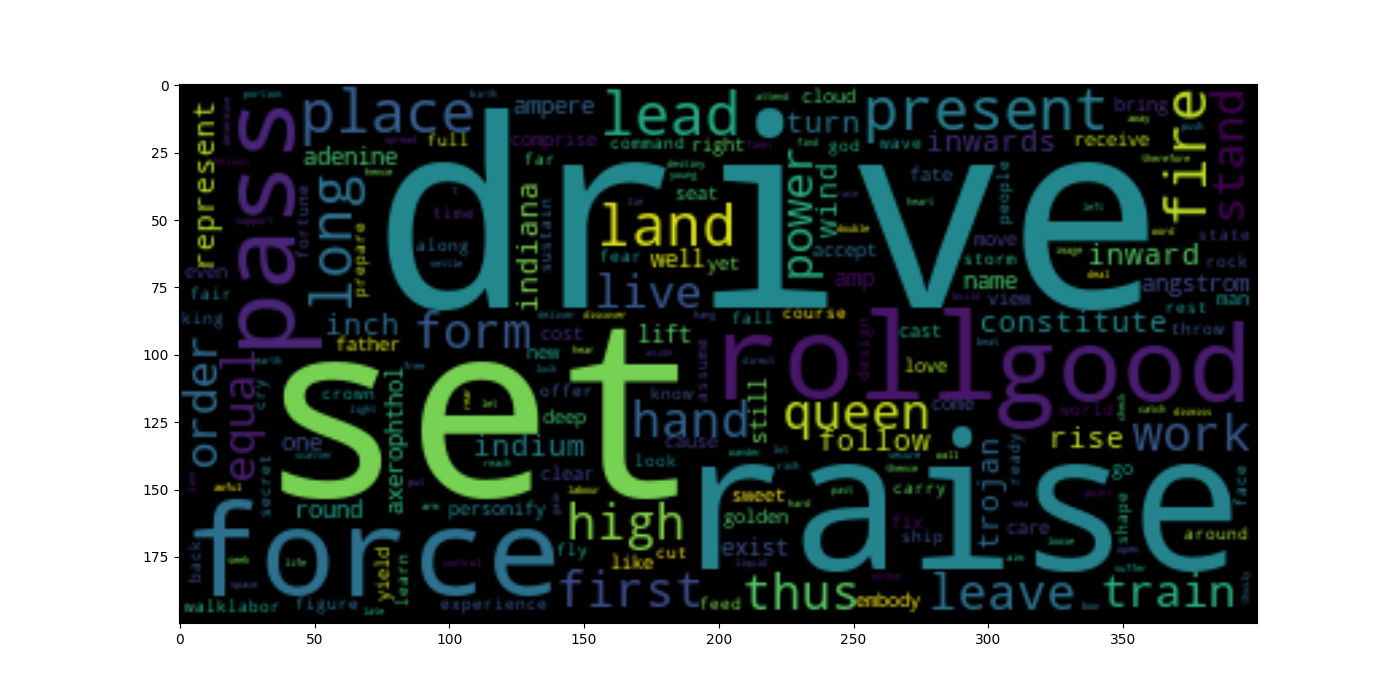 0
25
50
75
100
125
150
175
0
50
100
150
200
250
300
350
drive
set
raise
roll
good
force
pass
place
lead
present
fire
stand
represent
long
land
power
wind
live
form
order
equal
hand
queen
follow
high
first
thus
leave
train
work
rise
trojan
constitute
inward
inwards
angstrom
name
turn
ampere
adenine
indiana
inch
father
round
axerophthol
indium
personify
walklabor
figure
experience
yield
learn
feed
embody
exist
golden
sweet
carry
ship
fix
care
around
shape
face
go
ready
love
cast
course
fall
lift
cost
new
offer
deep
clear
look
cause
know
still
come
world
throw
rest
man
rock
state
storm
view
move
people
fate
wave
god
cloud
bring
receive
right
command
comprise
full
far
seat
well
yet
fear
sustain
along
time
prepare
fortune
even
fair
king
crown
one
secret
cry
back
fly
like
cut
accept
amp
design
assume